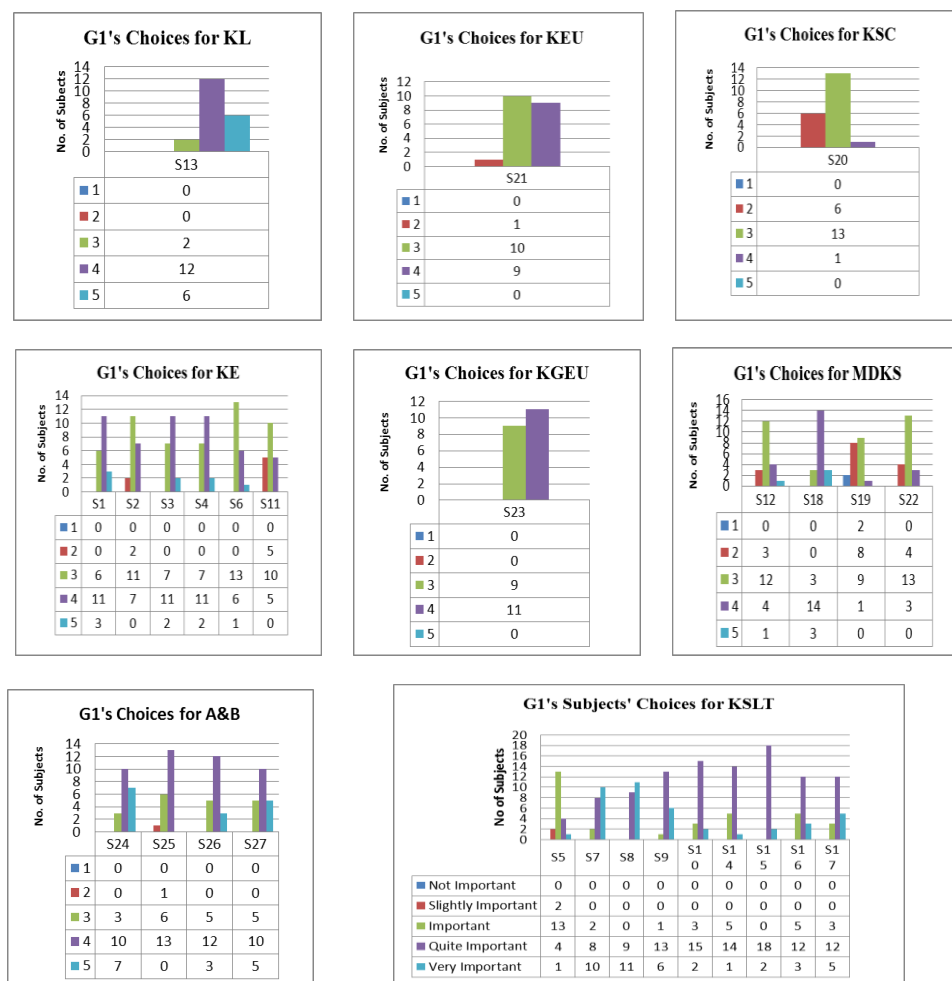 G1's Choices for KL
No. of Subjects
14
12
10
8
6
4
2
0
S13
1 0
2 0
3 2
4 12
5 6
G1's Choices for KEU
No. of Subjects
12
10
8
6
4
2
0
S21
1 0
2 1
3 10
4 9
5 0
G1's Choices for KSC
No. of Subjects
14
12
10
8
6
4
2
0
S20
1 0
2 6
3 13
4 1
5 0
G1's Choices for KE
No. of Subjects
14
12
10
8
6
4
2
0
S1 S2 S3 S4 S6 S11
1 0 0 0 0 0 0
2 0 2 0 0 0 5
3 6 11 7 7 13 10
4 11 7 11 11 6 5
5 3 0 2 2 1 0
G1's Choices for KGEU
No. of Subjects
12
10
8
6
4
2
0
S23
1 0
2 0
3 9
4 11
5 0
G1's Choices for MDKS
No. of Subjects
16
14
12
10
8
6
4
2
0
S12 S18 S19 S22
1 0 0 2 0
2 3 0 8 4
3 12 3 9 13
4 4 14 1 3
5 1 3 0 0
G1's Choices for A&B
No. of Subjects
14
12
10
8
6
4
2
0
S24 S25 S26 S27
1 0 0 0 0
2 0 1 0 0
3 3 6 5 5
4 10 13 12 10
5 7 0 3 5
G1's Subjects' Choices for KSLT
No of Subjects
20
18
16
14
12
10
8
6
4
2
0
S5 S7 S8 S9 S10 S14 S15 S16 S17
Not Important 0 0 0 0 0 0 0 0 0
Slightly Important 2 0 0 0 0 0 0 0 0
Important 13 2 0 1 3 5 0 5 3
Quite Important 4 8 9 13 15 14 18 12 12
Very Important 1 10 11 6 2 1 2 3 5